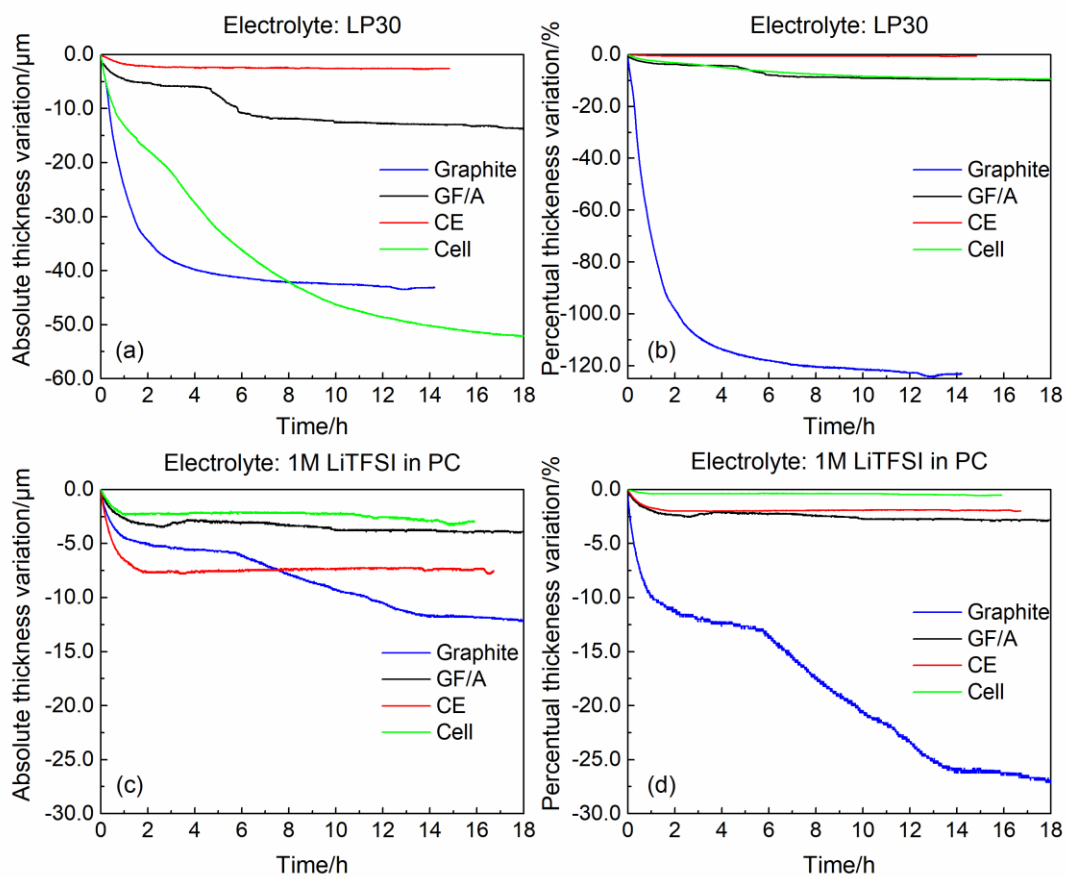 Electrolyte: LP30
Absolute thickness variation/µm
0.0
-10.0
-20.0
-30.0
-40.0
-50.0
-60.0
Graphite
GF/A
CE
Cell
(a)
0 2 4 6 8 10 12 14 16 18
Time/h
Electrolyte: LP30
Percentual thickeness variation/%
0.0
-20.0
-40.0
-60.0
-80.0
-100.0
-120.0
Graphite
GF/A
CE
Cell
(b)
0 2 4 6 8 10 12 14 16 18
Time/h
Electrolyte: 1M LiTFSI in PC
Absolute thickness variation/µm
0.0
-5.0
-10.0
-15.0
-20.0
-25.0
-30.0
Graphite
GF/A
CE
Cell
(c)
0 2 4 6 8 10 12 14 16 18
Time/h
Electrolyte: 1M LiTFSI in PC
Percentual thickeness variation/%
0.0
-5.0
-10.0
-15.0
-20.0
-25.0
-30.0
Graphite
GF/A
CE
Cell
(d)
0 2 4 6 8 10 12 14 16 18
Time/h